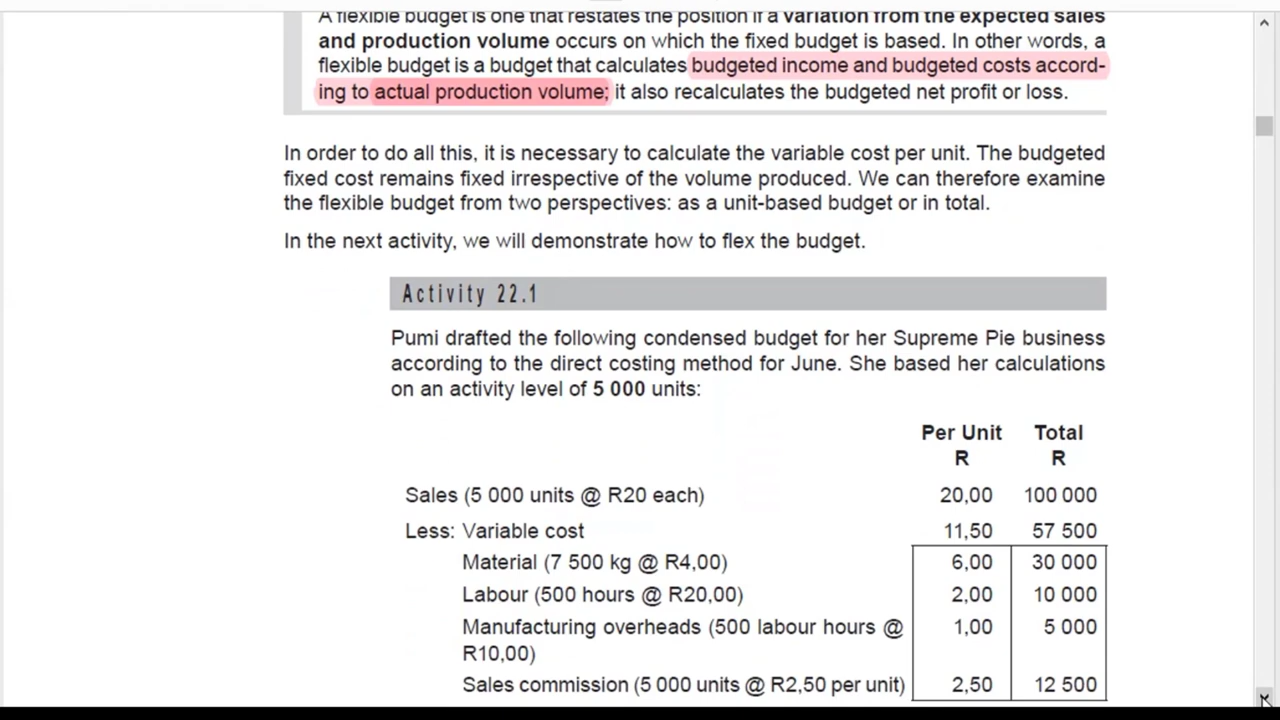 A flexible budget is one that restates the position if a variation from the expected sales
and production volume occurs on which the fixed budget is based. In other words, a
flexible budget is a budget that calculates budgeted income and budgeted costs accord-
ing to actual production volume; it also recalculates the budgeted net profit or loss.
In order to do all this, it is necessary to calculate the variable cost per unit. The budgeted
fixed cost remains fixed irrespective of the volume produced. We can therefore examine
the flexible budget from two perspectives: as a unit-based budget or in total.
In the next activity, we will demonstrate how to flex the budget.
Activity 22.1
Pumi drafted the following condensed budget for her Supreme Pie business
according to the direct costing method for June. She based her calculations
on an activity level of 5 000 units:
Per Unit Total
R R
Sales (5 000 units @ R20 each) 20,00 100 000
Less: Variable cost 11,50 57 500
Material (7 500 kg @ R4,00) 6,00 30 000
Labour (500 hours @ R20,00) 2,00 10 000
Manufacturing overheads (500 labour hours @ 1,00 5 000
R10,00)
Sales commission (5 000 units @ R2,50 per unit) 2,50 12 500